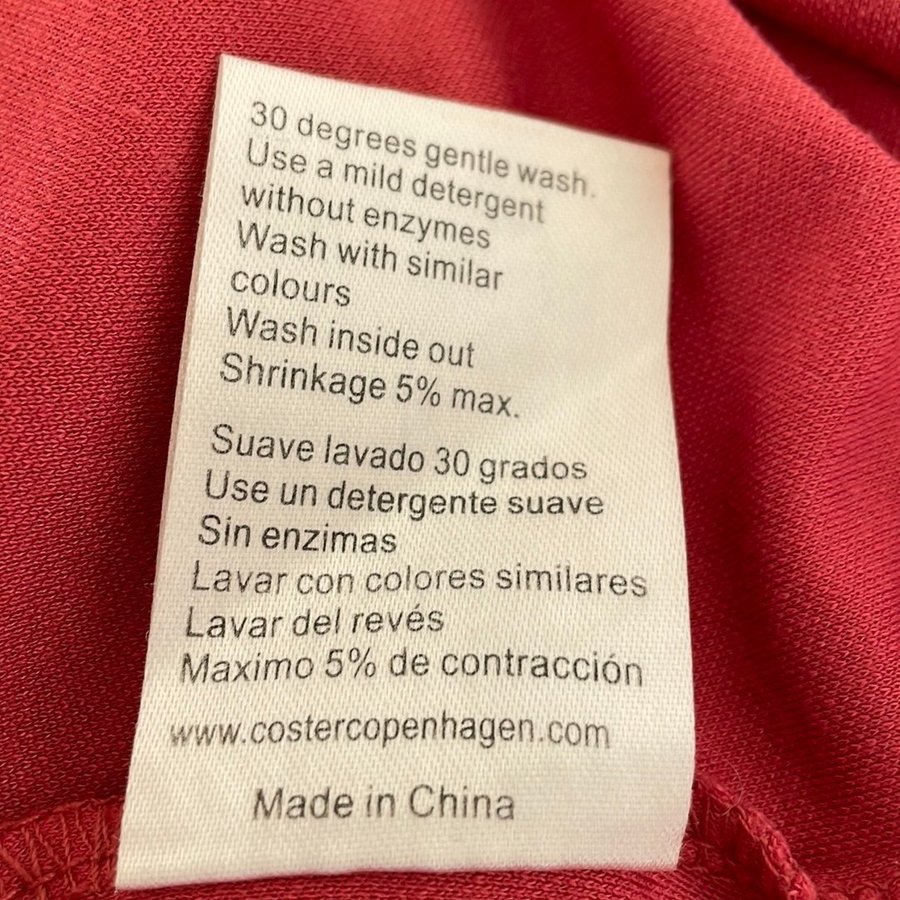 30 degrees gentle wash.
Use a mild detergent
without enzymes
Wash with similar
colours
Wash inside out
Shrinkage 5% max.
Suave lavado 30 grados
Use un detergente suave
Sin enzimas
Lavar con colores similares
Lavar del revés
Maximo 5% de contracción
www.costercopenhagen.com
Made in China